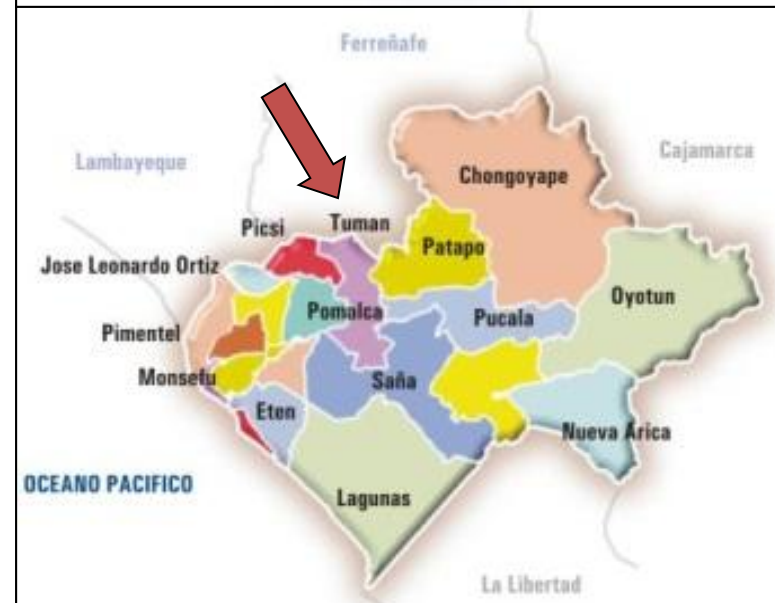 Ferreñafe
Lambayeque
Cajamarca
Chongoyape
Picsi
Tuman
Patapo
Jose Leonardo Ortiz
Oyotun
Pomalca
Pucala
Pimentel
Monsefu
Saña
Eten
Nueva Arica
OCEANO PACIFICO
Lagunas
La Libertad